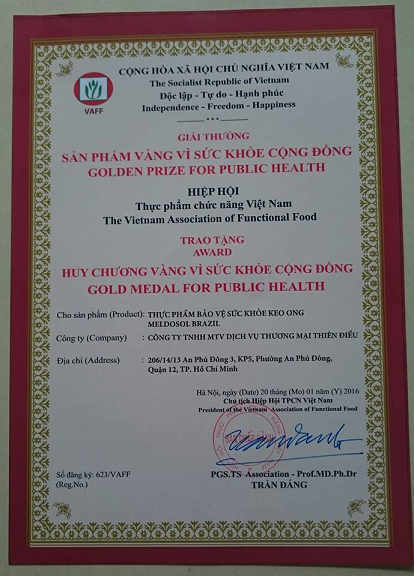 CỘNG HÒA XÃ HỘI CHỦ NGHĨA VIỆT NAM
The Socialist Republic of Vietnam
Độc lập - Tự do - Hạnh phúc
Independence - Freedom - Happiness
VAFF
GIẢI THƯỞNG
SẢN PHẨM VÀNG VÌ SỨC KHỎE CỘNG ĐỒNG
GOLDEN PRIZE FOR PUBLIC HEALTH
HIỆP HỘI
Thực phẩm chức năng Việt Nam
The Vietnam Association of Functional Food
TRAO TẶNG
AWARD
HUY CHƯƠNG VÀNG VÌ SỨC KHỎE CỘNG ĐỒNG
GOLD MEDAL FOR PUBLIC HEALTH
Cho sản phẩm (Product): THỰC PHẨM BẢO VỆ SỨC KHỎE KEO ONG
MELDOSOL BRAZIL
Công ty (Company) : CÔNG TY TNHH MTV DỊCH VỤ THƯƠNG MẠI THIÊN ĐIỂU
Địa chỉ (Address) : 206/14/13 An Phú Đông 3, KP5, Phường An Phú Đông,
Quận 12, TP. Hồ Chí Minh
Hà Nội, ngày (Date) 20 tháng (Mo) 01 năm (Y) 2016
Chủ tịch Hiệp Hội TPCN Việt Nam
President of the Vietnam Association of Functional Food
Số đăng ký: 623/VAFF
(Reg.No.)
PGS.TS Association - Prof.MD.Ph.Dr
TRẦN ĐÁNG